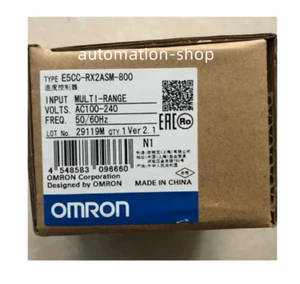 automation-shop
TYPE E5CC-RX2ASM-800
温度控制器
INPUT MULTI-RANGE
VOLTS. AC100-240
FREQ. 50/60Hz
LOT No. 29119M QTY. 1 Ver 2.1
N1
4 548583 096660
OMRON Corporation
Designed by OMRON
MADE IN CHINA
OMRON